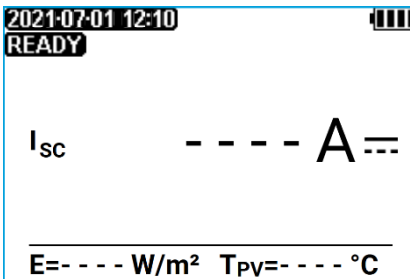 2021-07-01 12:10
READY
Isc - - - - A
E=- - - - W/m² TPV=- - - - °C